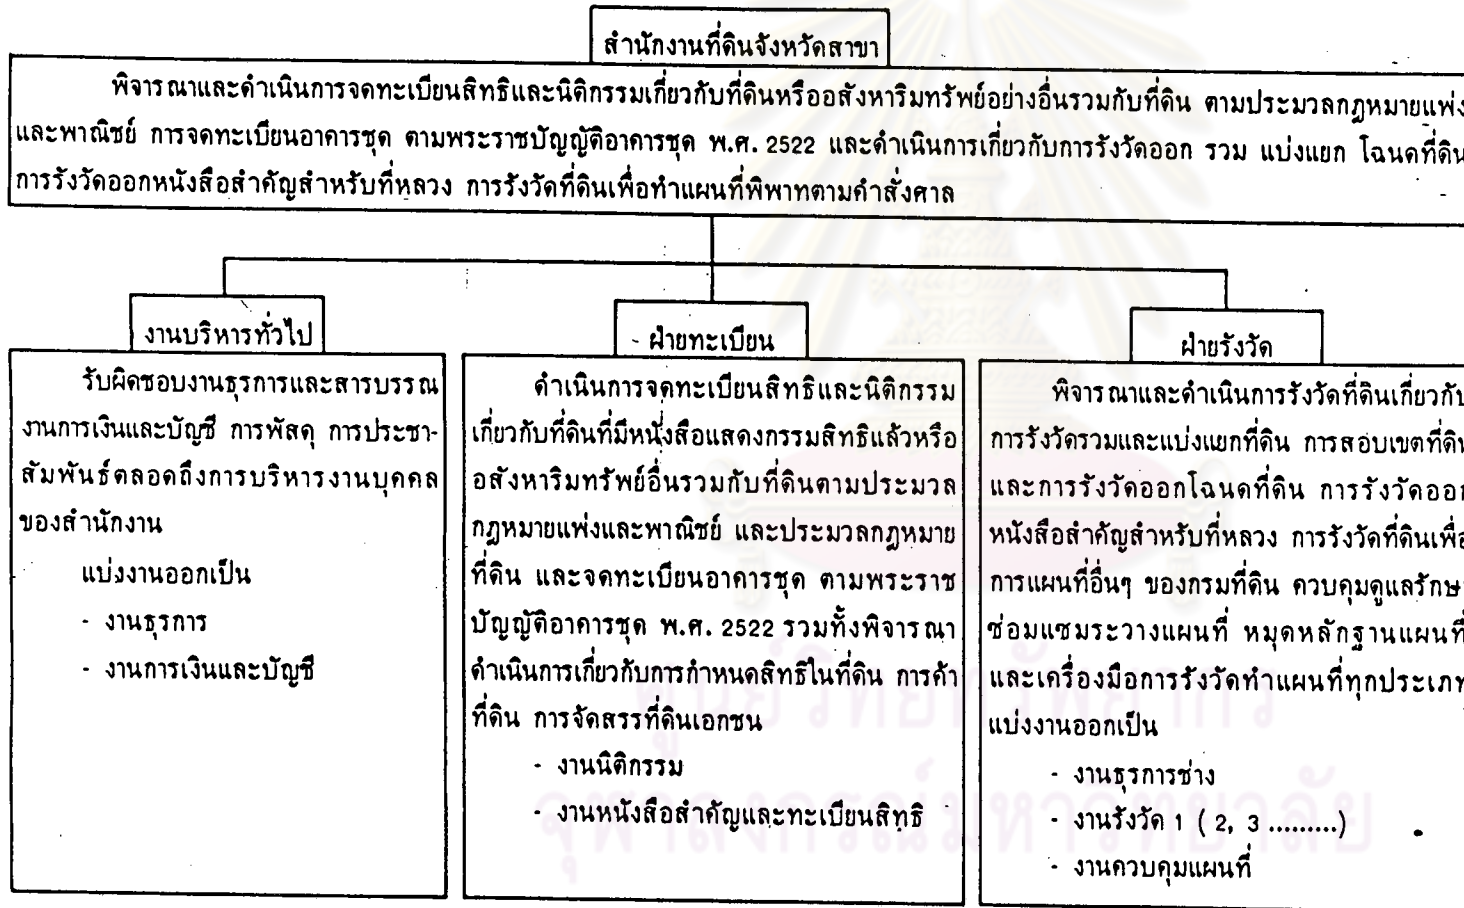 สำนักงานที่ดินจังหวัดสาขา
พิจารณาและดำเนินการจดทะเบียนสิทธิและนิติกรรมเกี่ยวกับที่ดินหรืออสังหาริมทรัพย์อย่างอื่นรวมกับที่ดิน ตามประมวลกฎหมายแพ่ง
และพาณิชย์ การจดทะเบียนอาคารชุด ตามพระราชบัญญัติอาคารชุด พ.ศ. 2522 และดำเนินการเกี่ยวกับการรังวัดออก รวม แบ่งแยก โฉนดที่ดิน
การรังวัดออกหนังสือสำคัญสำหรับที่หลวง การรังวัดที่ดินเพื่อทำแผนที่พิพาทตามคำสั่งศาล
งานบริหารทั่วไป
รับผิดชอบงานธุรการและสารบรรณ
งานการเงินและบัญชี การพัสดุ การประชา-
สัมพันธ์ตลอดถึงการบริหารงานบุคคล
ของสำนักงาน
แบ่งงานออกเป็น
- งานธุรการ
- งานการเงินและบัญชี
ฝ่ายทะเบียน
ดำเนินการจดทะเบียนสิทธิและนิติกรรม
เกี่ยวกับที่ดินที่มีหนังสือแสดงกรรมสิทธิแล้วหรือ
อสังหาริมทรัพย์อื่นรวมกับที่ดินตามประมวล
กฎหมายแพ่งและพาณิชย์ และประมวลกฎหมาย
ที่ดิน และจดทะเบียนอาคารชุด ตามพระราช
บัญญัติอาคารชุด พ.ศ. 2522 รวมทั้งพิจารณา
ดำเนินการเกี่ยวกับการกำหนดสิทธิในที่ดิน การค้า
ที่ดิน การจัดสรรที่ดินเอกชน
- งานนิติกรรม
- งานหนังสือสำคัญและทะเบียนสิทธิ
ฝ่ายรังวัด
พิจารณาและดำเนินการรังวัดที่ดินเกี่ยวกับ
การรังวัดรวมและแบ่งแยกที่ดิน การสอบเขตที่ดิน
และการรังวัดออกโฉนดที่ดิน การรังวัดออก
หนังสือสำคัญสำหรับที่หลวง การรังวัดที่ดินเพื่อ
การแผนที่อื่นๆ ของกรมที่ดิน ควบคุมดูแลรักษา
ซ่อมแซมระวางแผนที่ หมุดหลักฐานแผนที่
และเครื่องมือการรังวัดทำแผนที่ทุกประเภท
แบ่งงานออกเป็น
- งานธุรการช่าง
- งานรังวัด 1 ( 2, 3 .........)
- งานควบคุมแผนที่
ศูนย์วิทยทรัพยากร
จุฬาลงกรณ์มหาวิทยาลัย